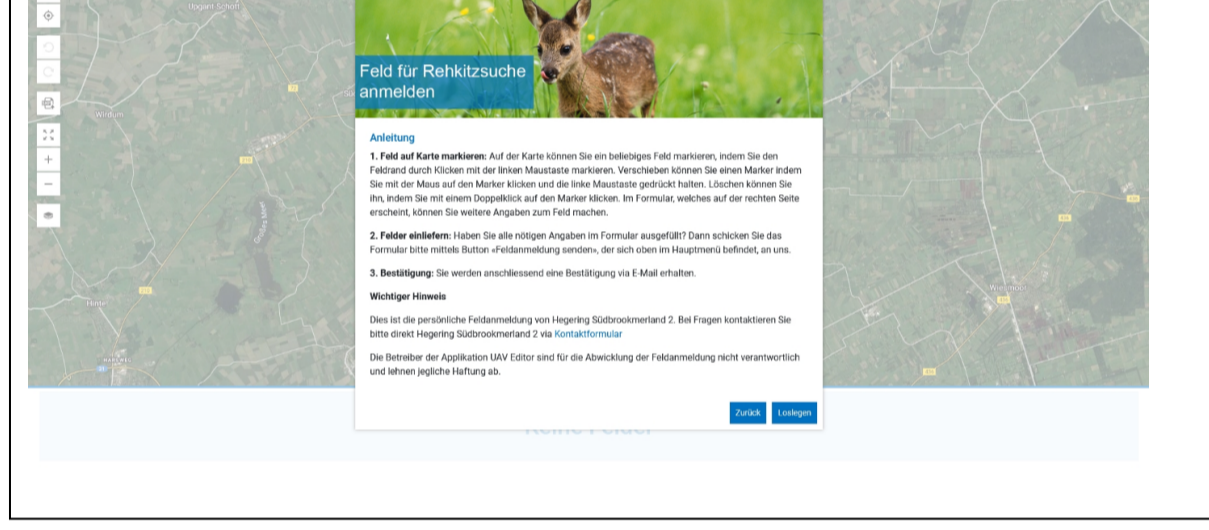 Upgant-Schott
Feld für Rehkitzsuche
anmelden
Wirdum
Anleitung
1. Feld auf Karte markieren: Auf der Karte können Sie ein beliebiges Feld markieren, indem Sie den
Feldrand durch Klicken mit der linken Maustaste markieren. Verschieben können Sie einen Marker indem
Sie mit der Maus auf den Marker klicken und die linke Maustaste gedrückt halten. Löschen können Sie
ihn, indem Sie mit einem Doppelklick auf den Marker klicken. Im Formular, welches auf der rechten Seite
erscheint, können Sie weitere Angaben zum Feld machen.
2. Felder einliefern: Haben Sie alle nötigen Angaben im Formular ausgefüllt? Dann schicken Sie das
Formular bitte mittels Button «Feldanmeldung senden», der sich oben im Hauptmenü befindet, an uns.
3. Bestätigung: Sie werden anschliessend eine Bestätigung via E-Mail erhalten.
Wichtiger Hinweis
Dies ist die persönliche Feldanmeldung von Hegering Südbrookmerland 2. Bei Fragen kontaktieren Sie
bitte direkt Hegering Südbrookmerland 2 via Kontaktformular
Die Betreiber der Applikation UAV Editor sind für die Abwicklung der Feldanmeldung nicht verantwortlich
und lehnen jegliche Haftung ab.
Großes Meer
Hinte
Wiesmoor
Zurück Loslegen